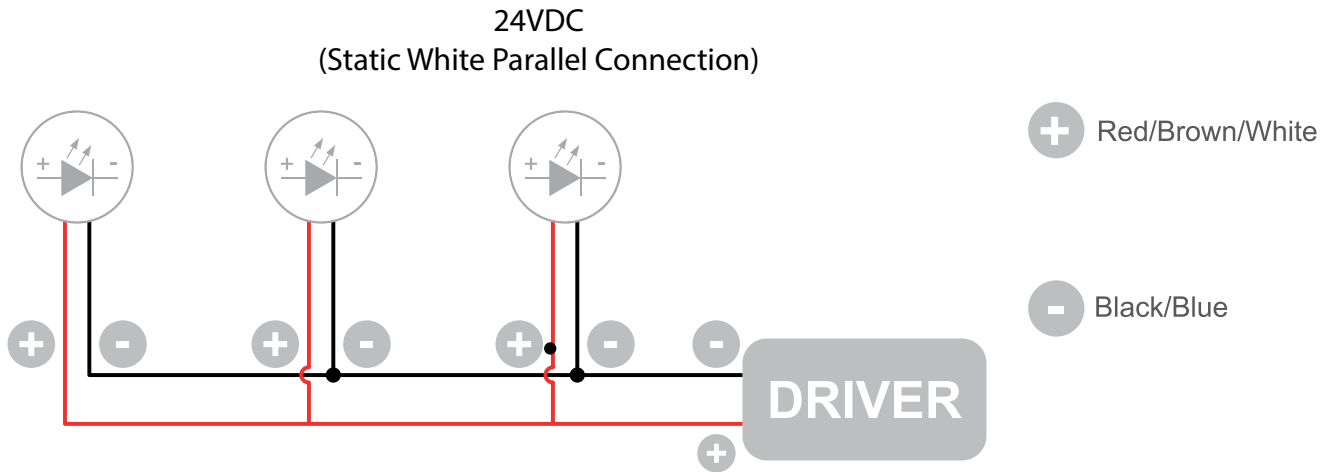 24VDC
(Static White Parallel Connection)
+ - + - + -
+ Red/Brown/White
- Black/Blue
+ - + - + - -
DRIVER
+